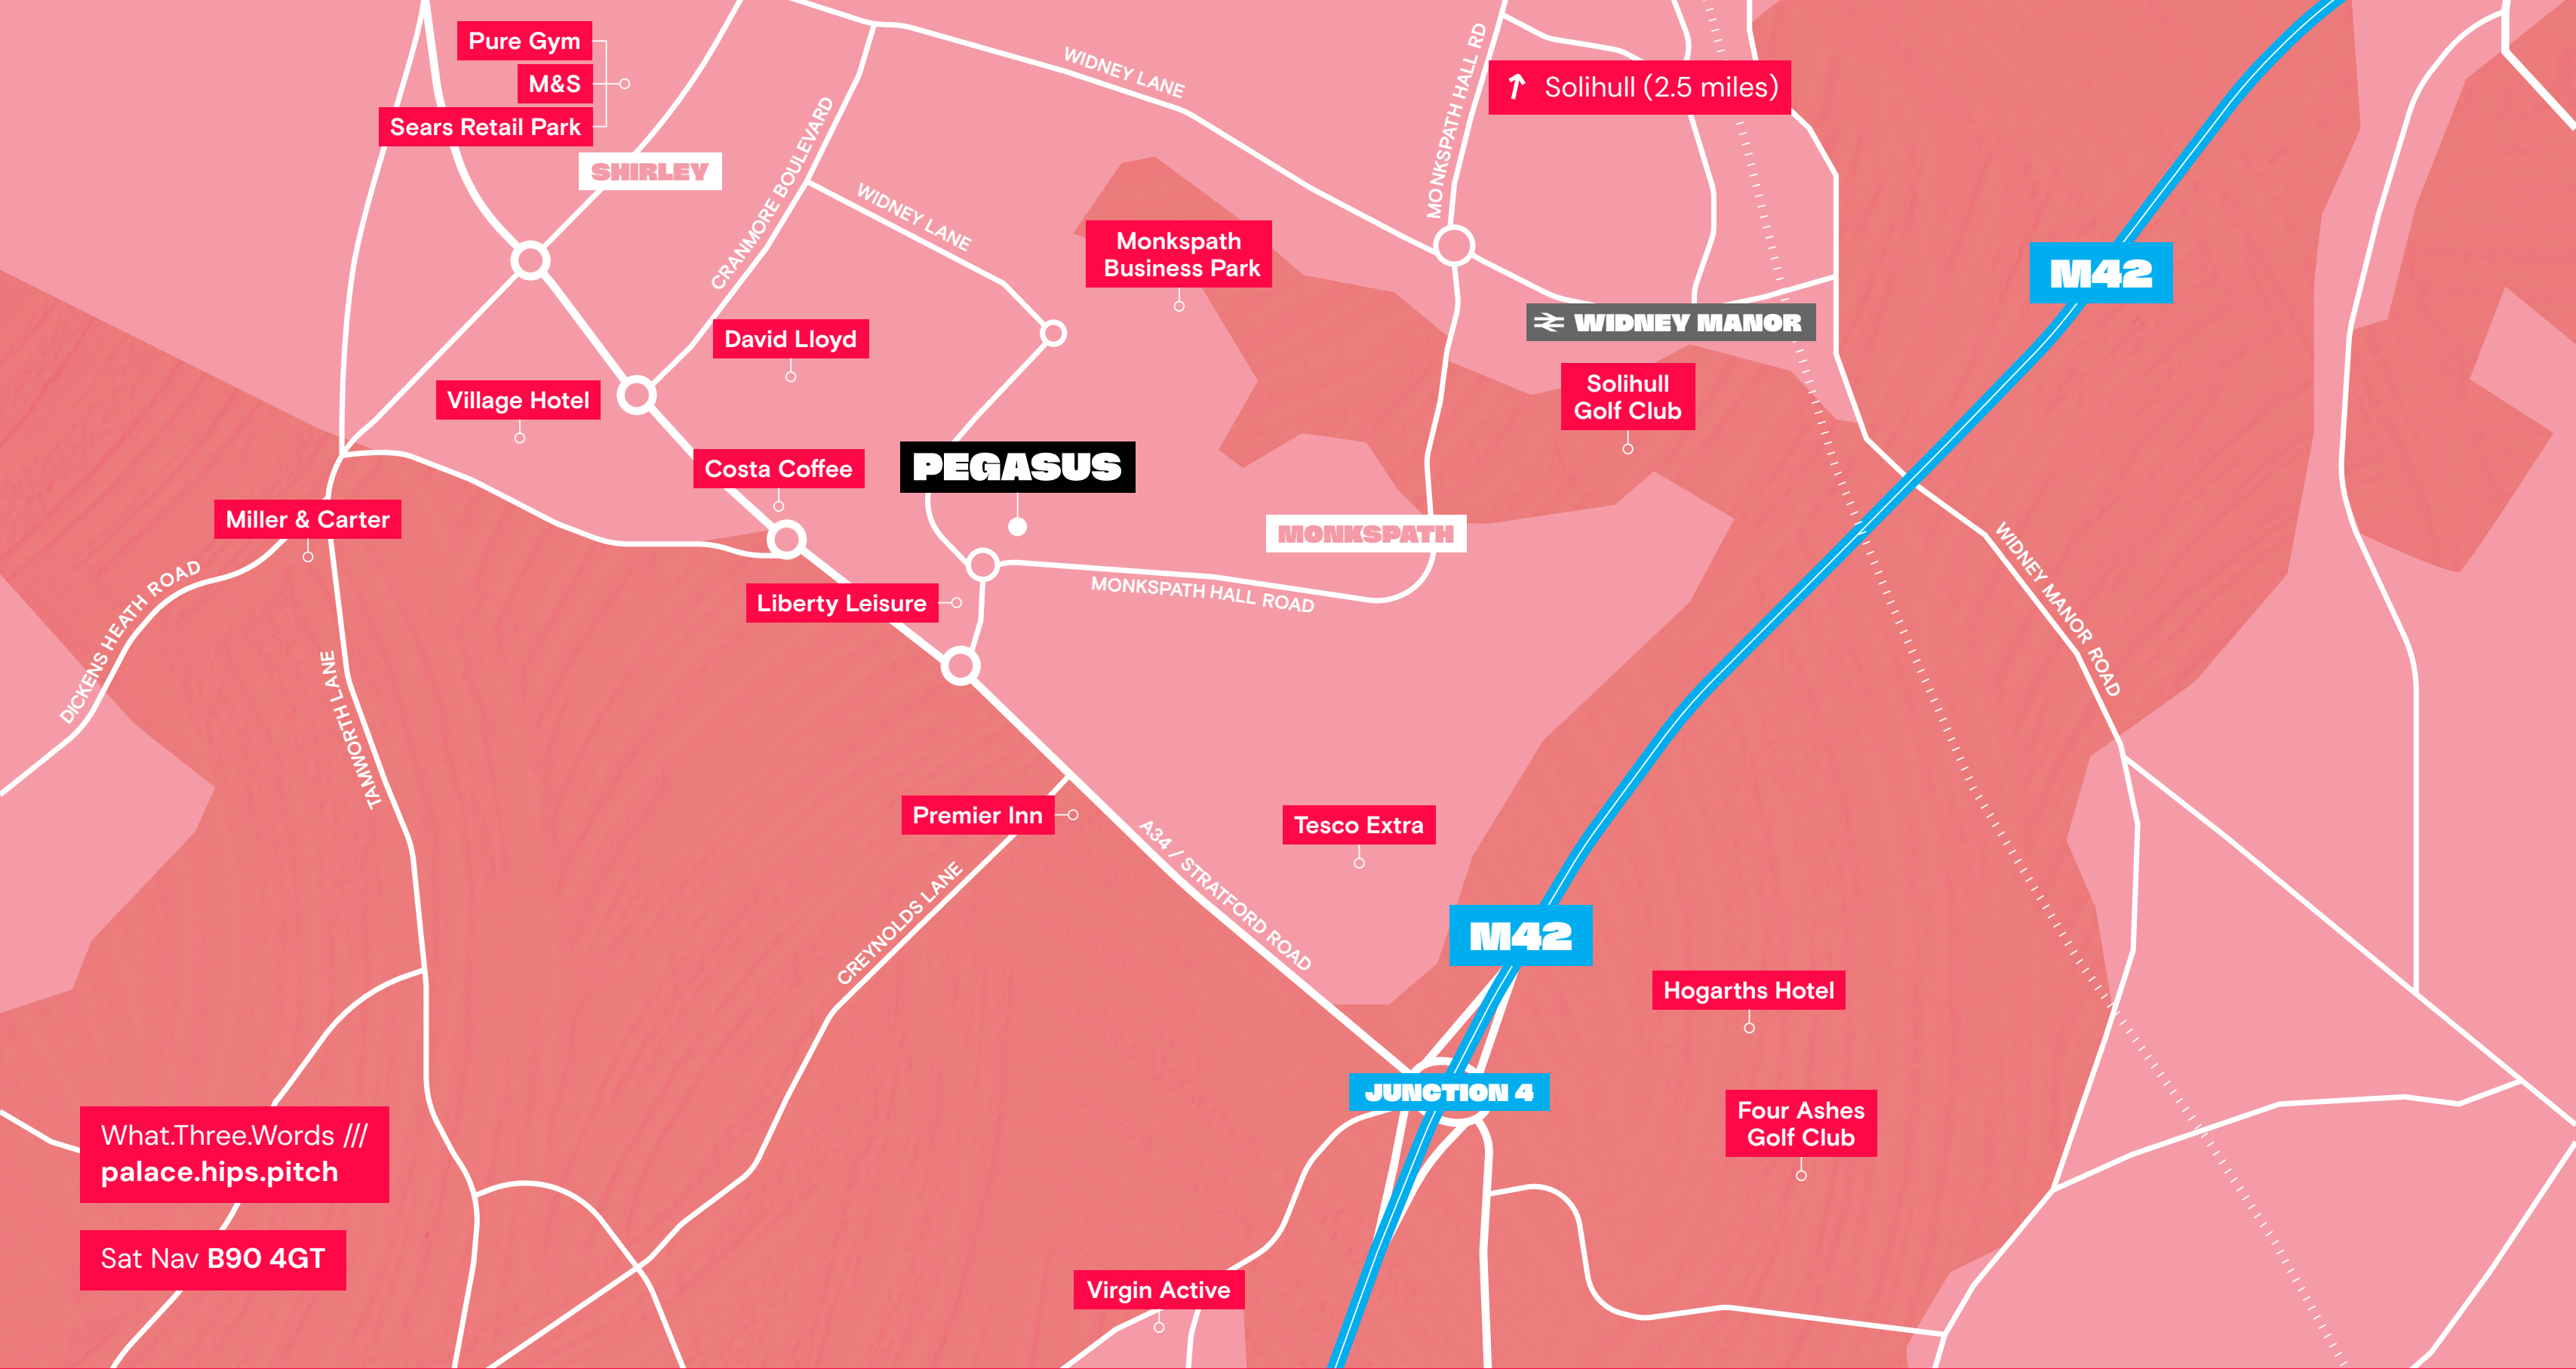 Pure Gym
M&S
Sears Retail Park
SHIRLEY
CRANMORE BOULEVARD
WIDNEY LANE
WIDNEY LANE
MONKSPATH HALL RD
↑ Solihull (2.5 miles)
Monkspath
Business Park
M42
WIDNEY MANOR
David Lloyd
Village Hotel
Solihull
Golf Club
Costa Coffee
PEGASUS
Miller & Carter
MONKSPATH
DICKENS HEATH ROAD
Liberty Leisure
MONKSPATH HALL ROAD
WIDNEY MANOR ROAD
TAMWORTH LANE
Premier Inn
A34 / STRATFORD ROAD
Tesco Extra
CREYNOLDS LANE
M42
Hogarths Hotel
JUNCTION 4
Four Ashes
Golf Club
What.Three.Words ///
palace.hips.pitch
Sat Nav B90 4GT
Virgin Active